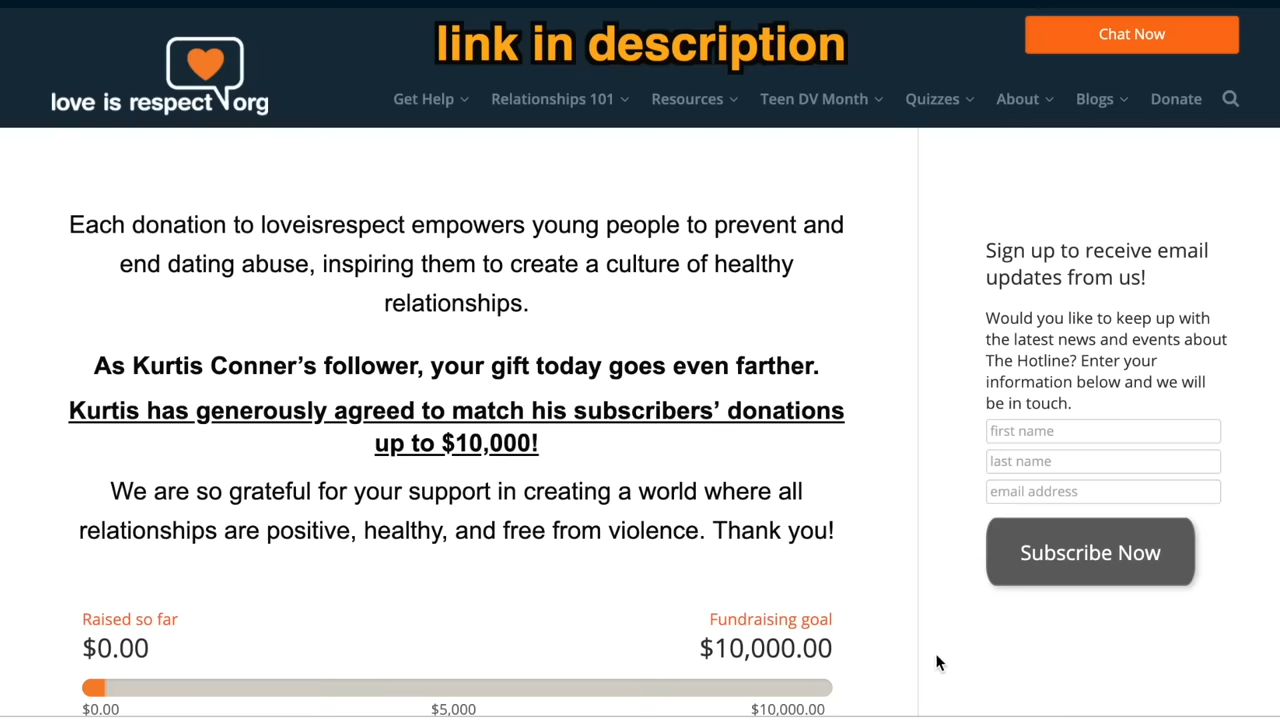 link in description
Chat Now
love is respect org
Get Help Relationships 101 Resources Teen DV Month Quizzes About Blogs Donate
Each donation to loveisrespect empowers young people to prevent and
end dating abuse, inspiring them to create a culture of healthy
relationships.
As Kurtis Conner’s follower, your gift today goes even farther.
Kurtis has generously agreed to match his subscribers’ donations
up to $10,000!
We are so grateful for your support in creating a world where all
relationships are positive, healthy, and free from violence. Thank you!
Raised so far Fundraising goal
$0.00 $10,000.00
$0.00 $5,000 $10,000.00
Sign up to receive email
updates from us!
Would you like to keep up with
the latest news and events about
The Hotline? Enter your
information below and we will
be in touch.
first name
last name
email address
Subscribe Now